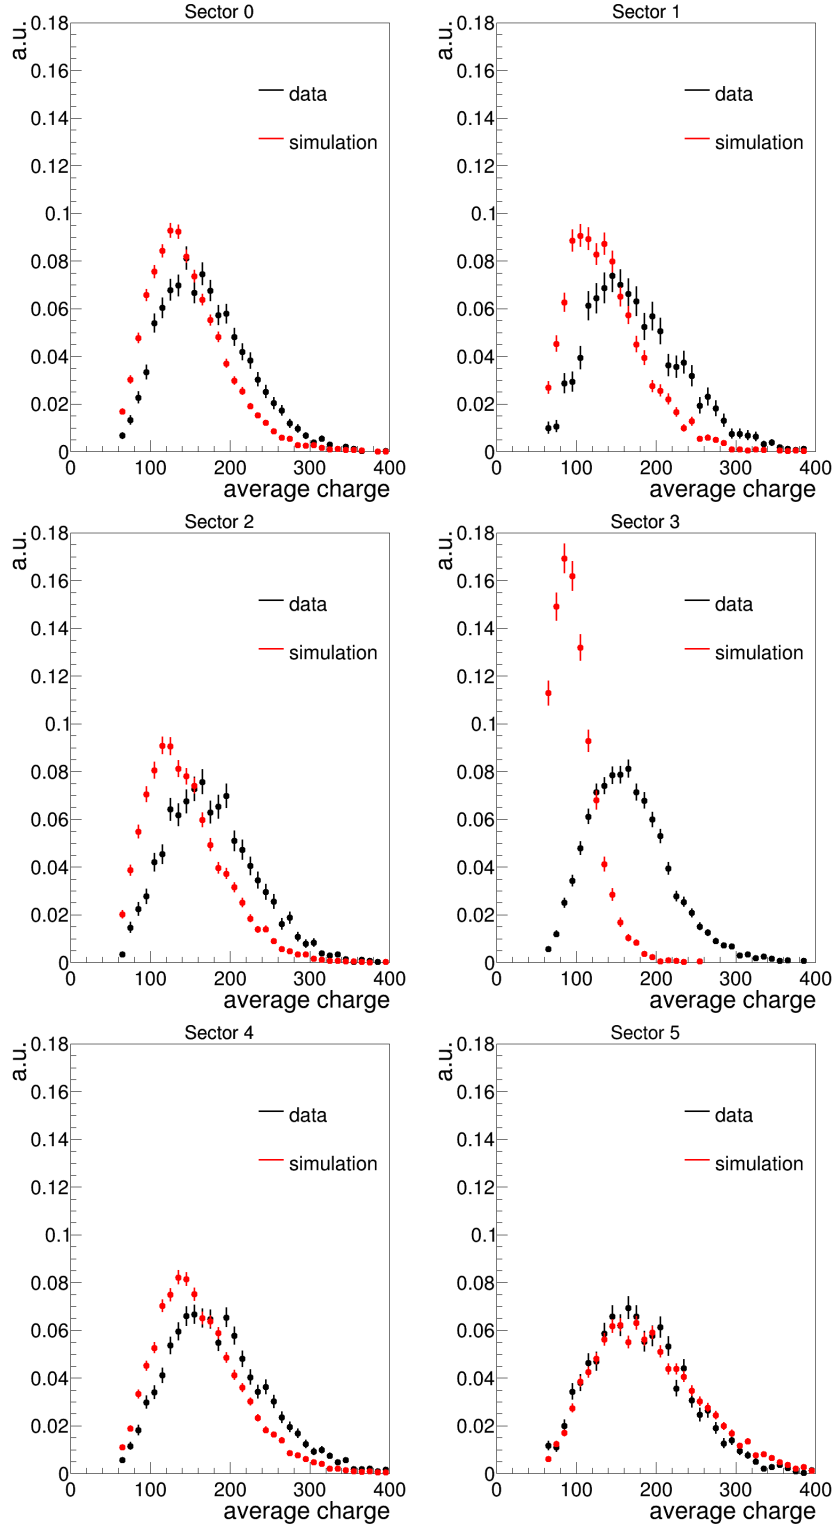 Sector 0
a.u.
0.18
0.16
0.14
0.12
0.1
0.08
0.06
0.04
0.02
0
data
simulation
0 100 200 300 400
average charge
Sector 1
a.u.
0.18
0.16
0.14
0.12
0.1
0.08
0.06
0.04
0.02
0
data
simulation
0 100 200 300 400
average charge
Sector 2
a.u.
0.18
0.16
0.14
0.12
0.1
0.08
0.06
0.04
0.02
0
data
simulation
0 100 200 300 400
average charge
Sector 3
a.u.
0.18
0.16
0.14
0.12
0.1
0.08
0.06
0.04
0.02
0
data
simulation
0 100 200 300 400
average charge
Sector 4
a.u.
0.18
0.16
0.14
0.12
0.1
0.08
0.06
0.04
0.02
0
data
simulation
0 100 200 300 400
average charge
Sector 5
a.u.
0.18
0.16
0.14
0.12
0.1
0.08
0.06
0.04
0.02
0
data
simulation
0 100 200 300 400
average charge